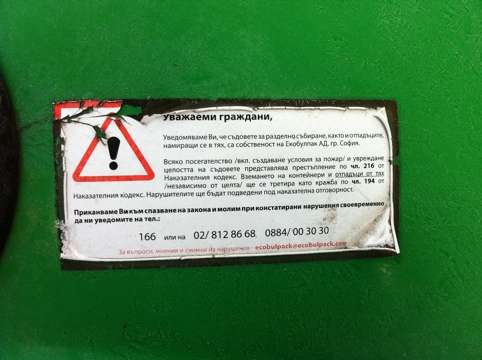 Уважаеми граждани,
Уведомяваме Ви, че съдовете за разделно събиране, както и отпадъците,
намиращи се в тях, са собственост на Екобулпак АД, гр. София.
Всяко посегателство /вкл. създаване условия за пожар/ и увреждане
целостта на съдовете представлява престъпление по чл. 216 от
Наказателния кодекс. Вземането на контейнери и отпадъци от тях
/независимо от целта/ ще се третира като кражба по чл. 194 от
Наказателния кодекс. Нарушителите ще бъдат подведени под наказателна отговорност.
Приканваме Ви към спазване на закона и молим при констатирани нарушения своевременно
да ни уведомите на тел.:
166 или на 02/ 812 86 68 0884/ 00 30 30
За въпроси, мнения и снимки на нарушения - ecobulpack@ecobulpack.com